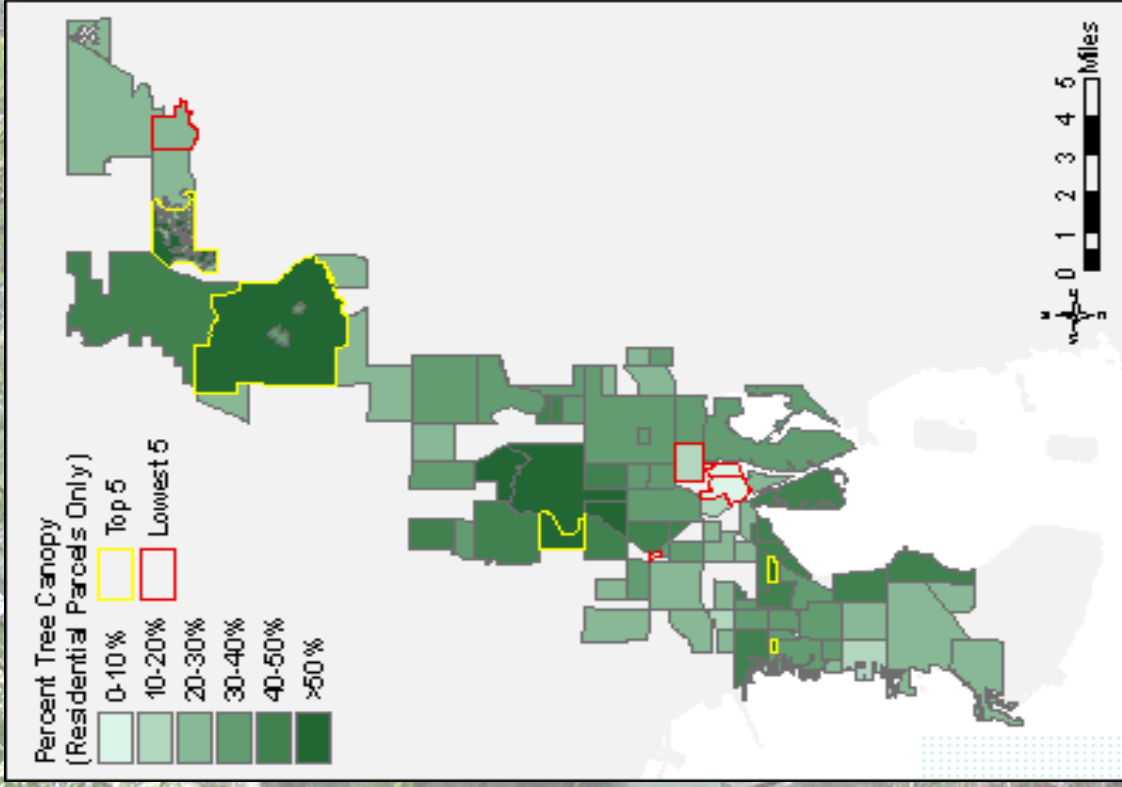 Percent Tree Canopy
(Residential Parcels Only)
0-10%
10-20%
20-30%
30-40%
40-50%
>50%
Top 5
Lowest 5
0 1 2 3 4 5
Miles